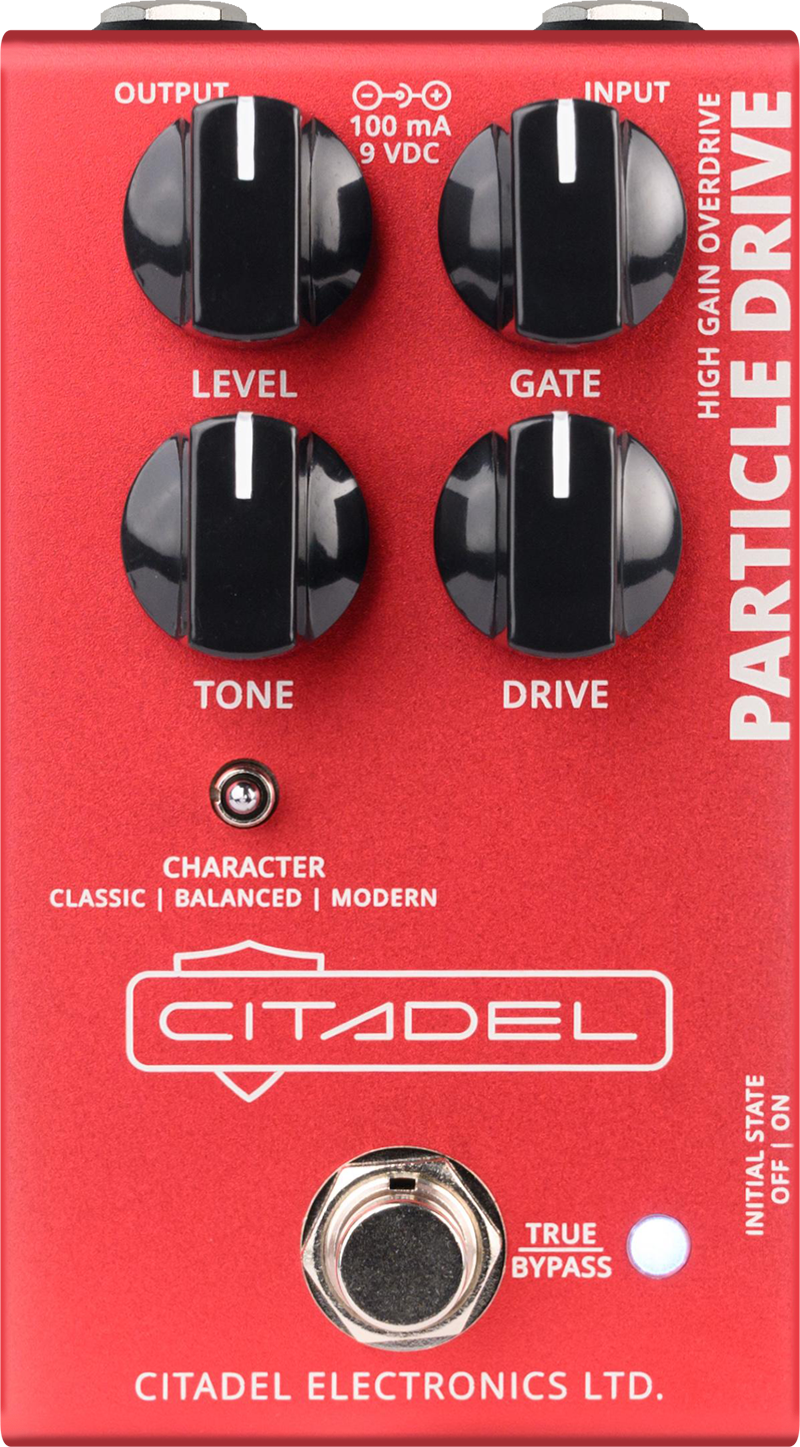 OUTPUT
INPUT
100 mA
9 VDC
HIGH GAIN OVERDRIVE
PARTICLE DRIVE
LEVEL
GATE
TONE
DRIVE
CHARACTER
CLASSIC | BALANCED | MODERN
CITADEL
INITIAL STATE
OFF | ON
TRUE
BYPASS
CITADEL ELECTRONICS LTD.